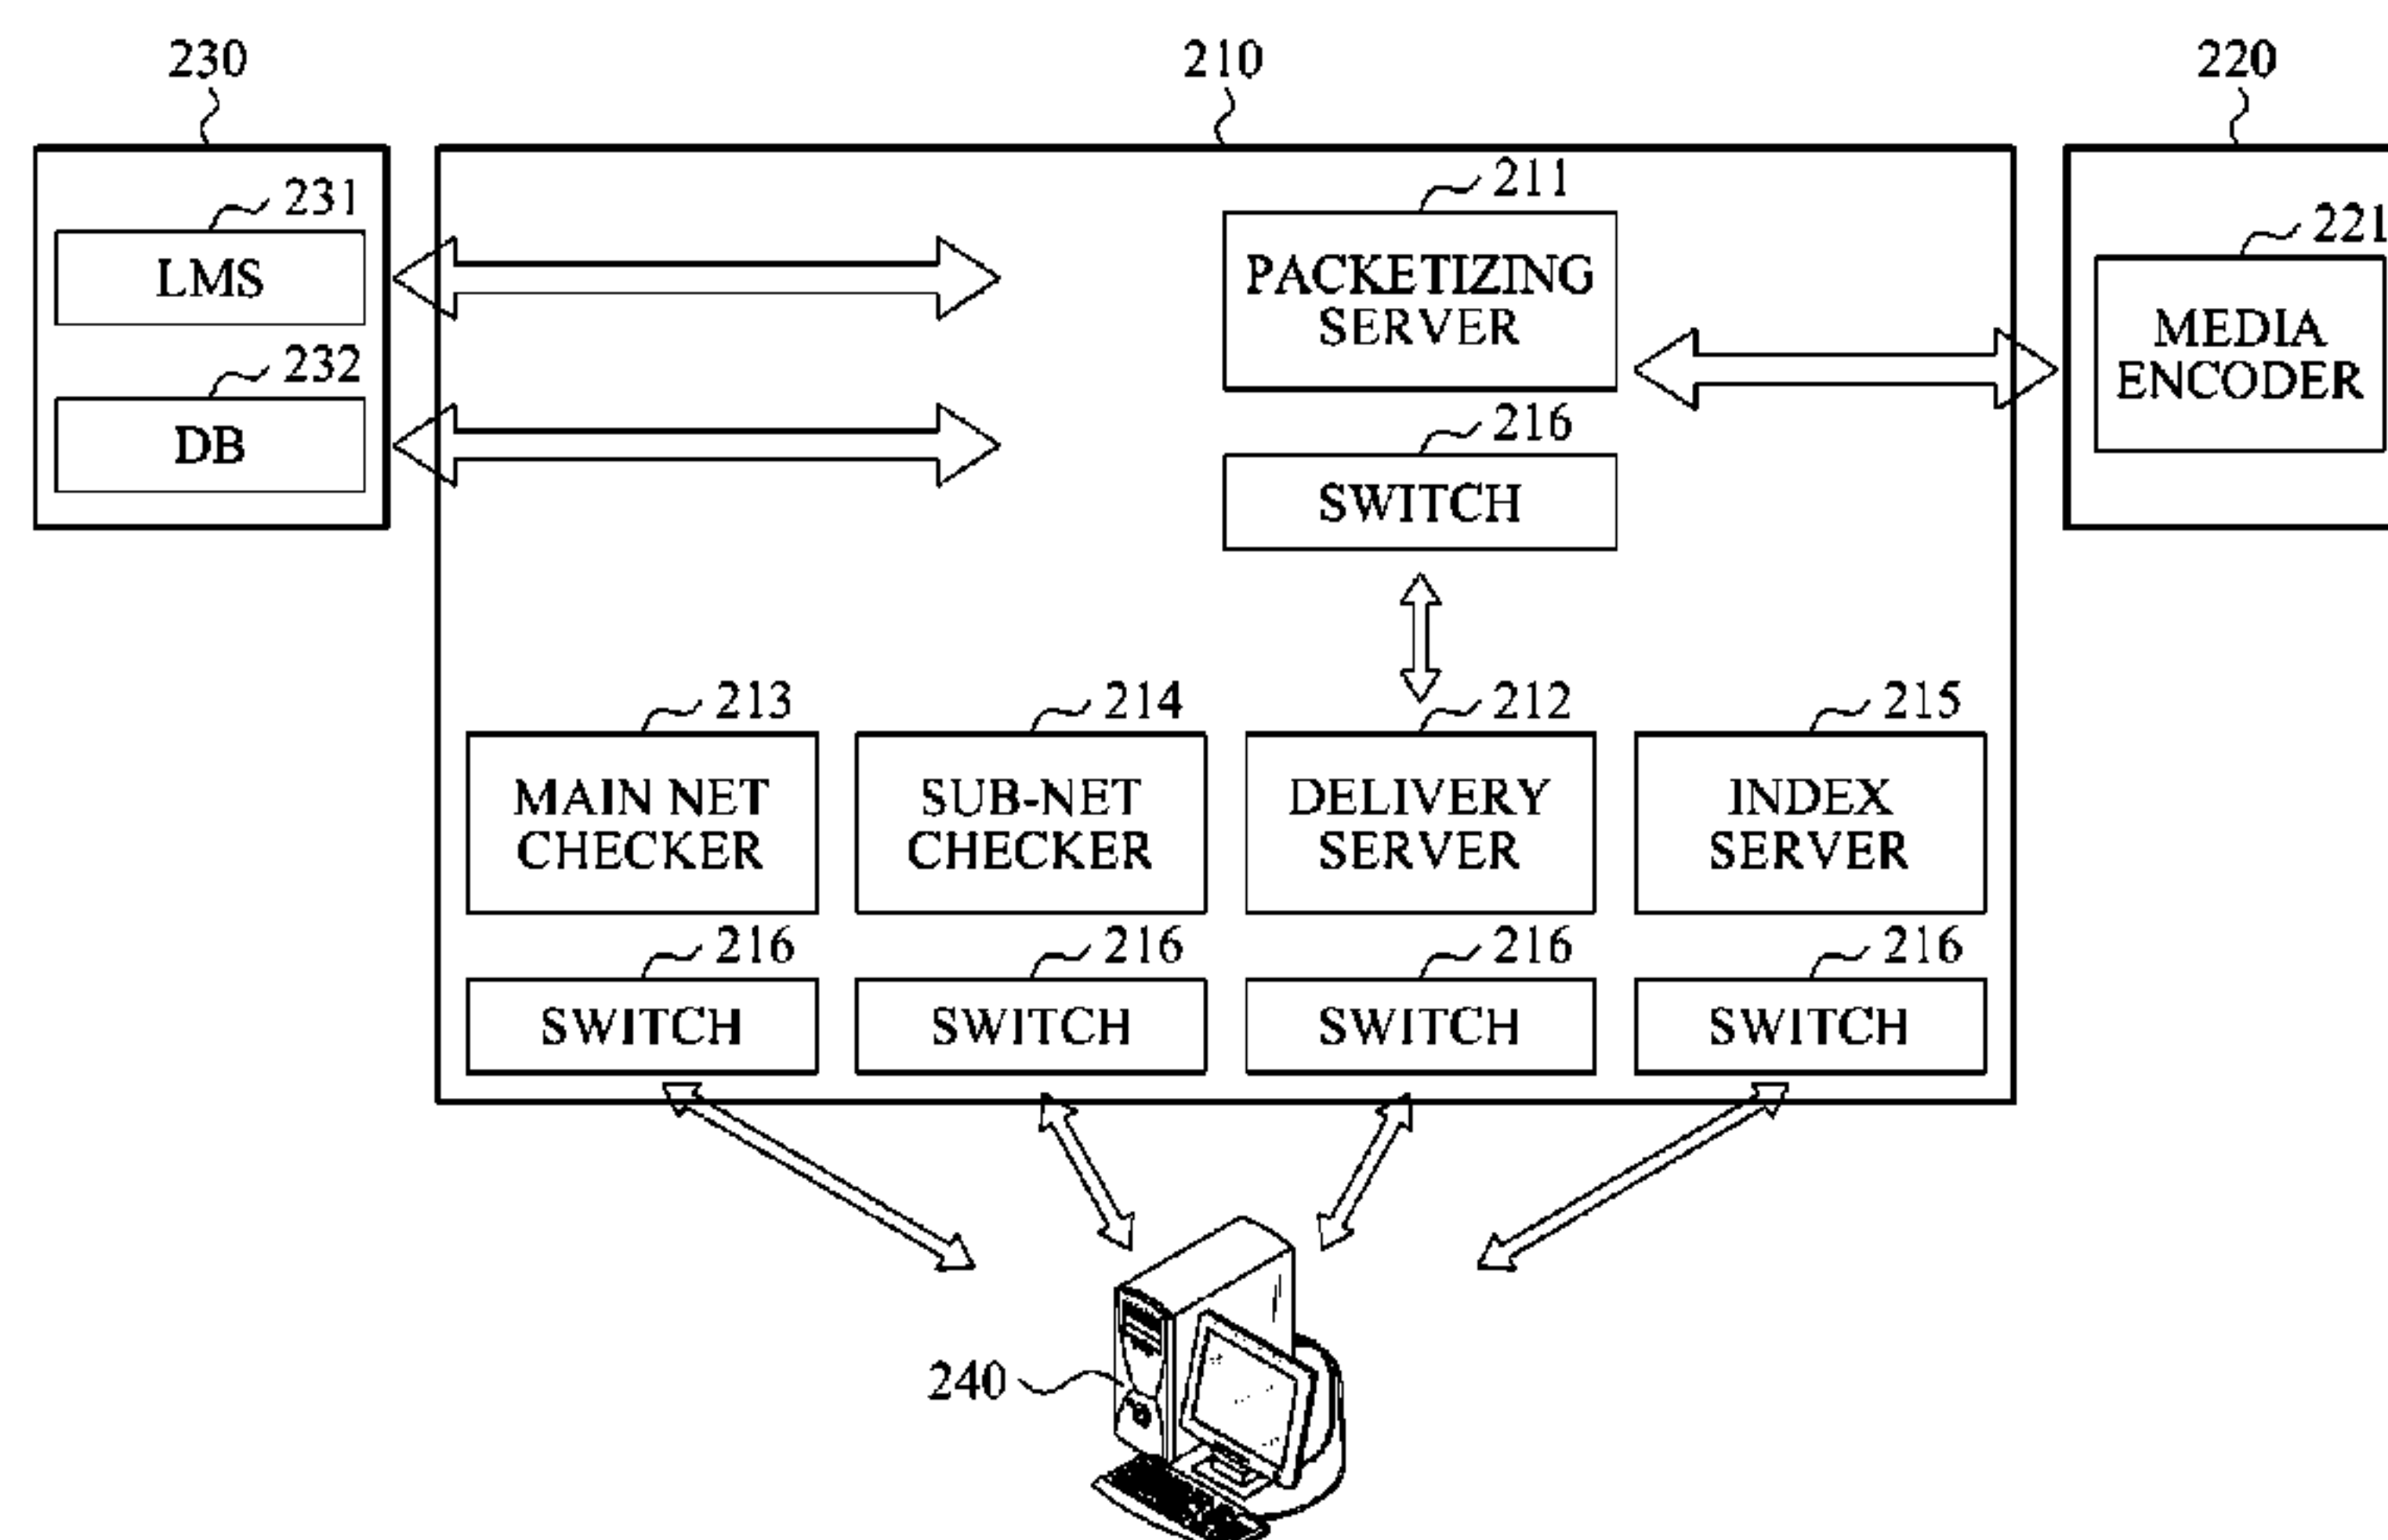 230
210
220
211
231
LMS
PACKETIZING
SERVER
221
MEDIA
ENCODER
232
DB
216
SWITCH
213
214
212
215
MAIN NET
CHECKER
SUB-NET
CHECKER
DELIVERY
SERVER
INDEX
SERVER
216
216
216
216
SWITCH
SWITCH
SWITCH
SWITCH
240